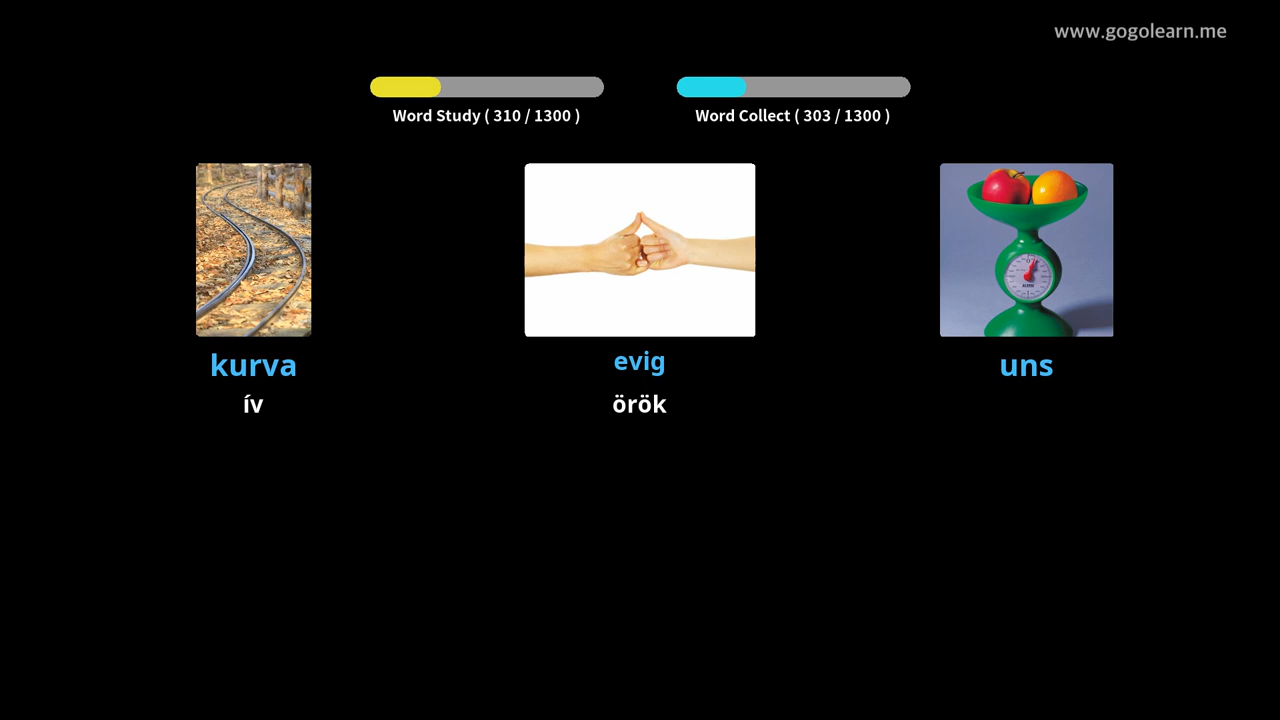 www.gogolearn.me
Word Study ( 310 / 1300 )
Word Collect ( 303 / 1300 )
kurva
evig
uns
ív
örök